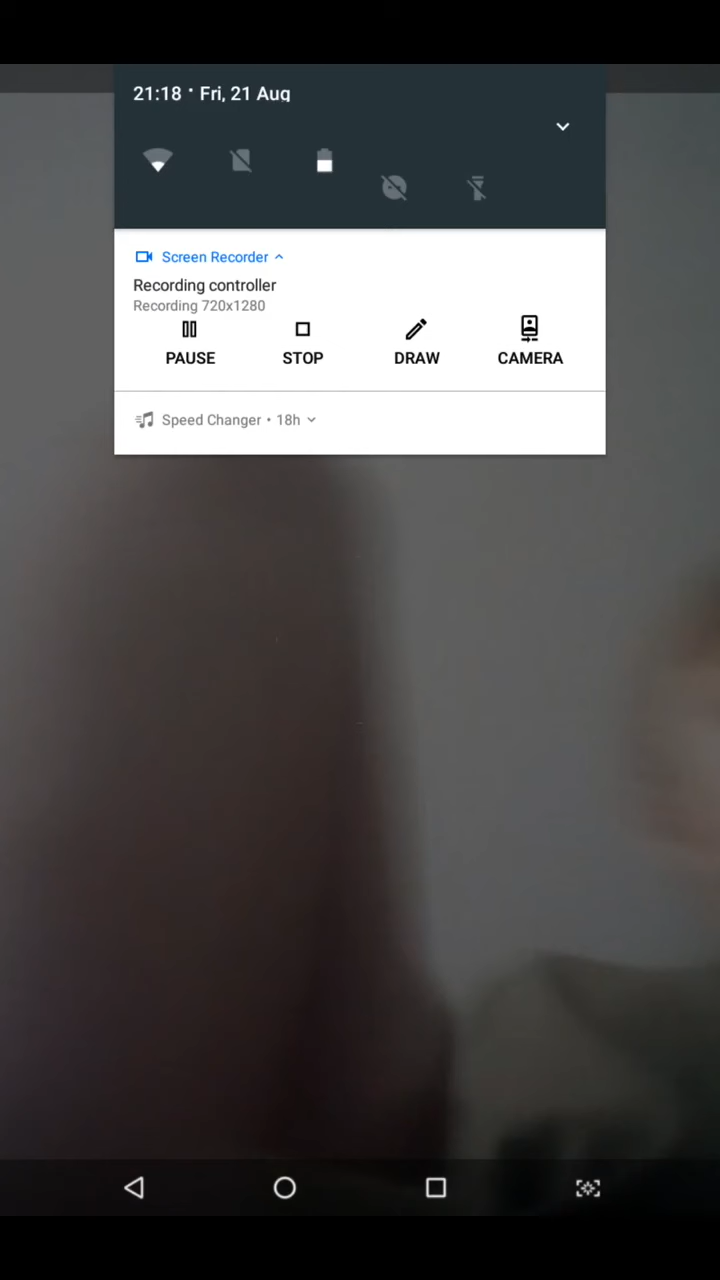 21:18 · Fri, 21 Aug
Screen Recorder
Recording controller
Recording 720x1280
PAUSE STOP DRAW CAMERA
Speed Changer • 18h